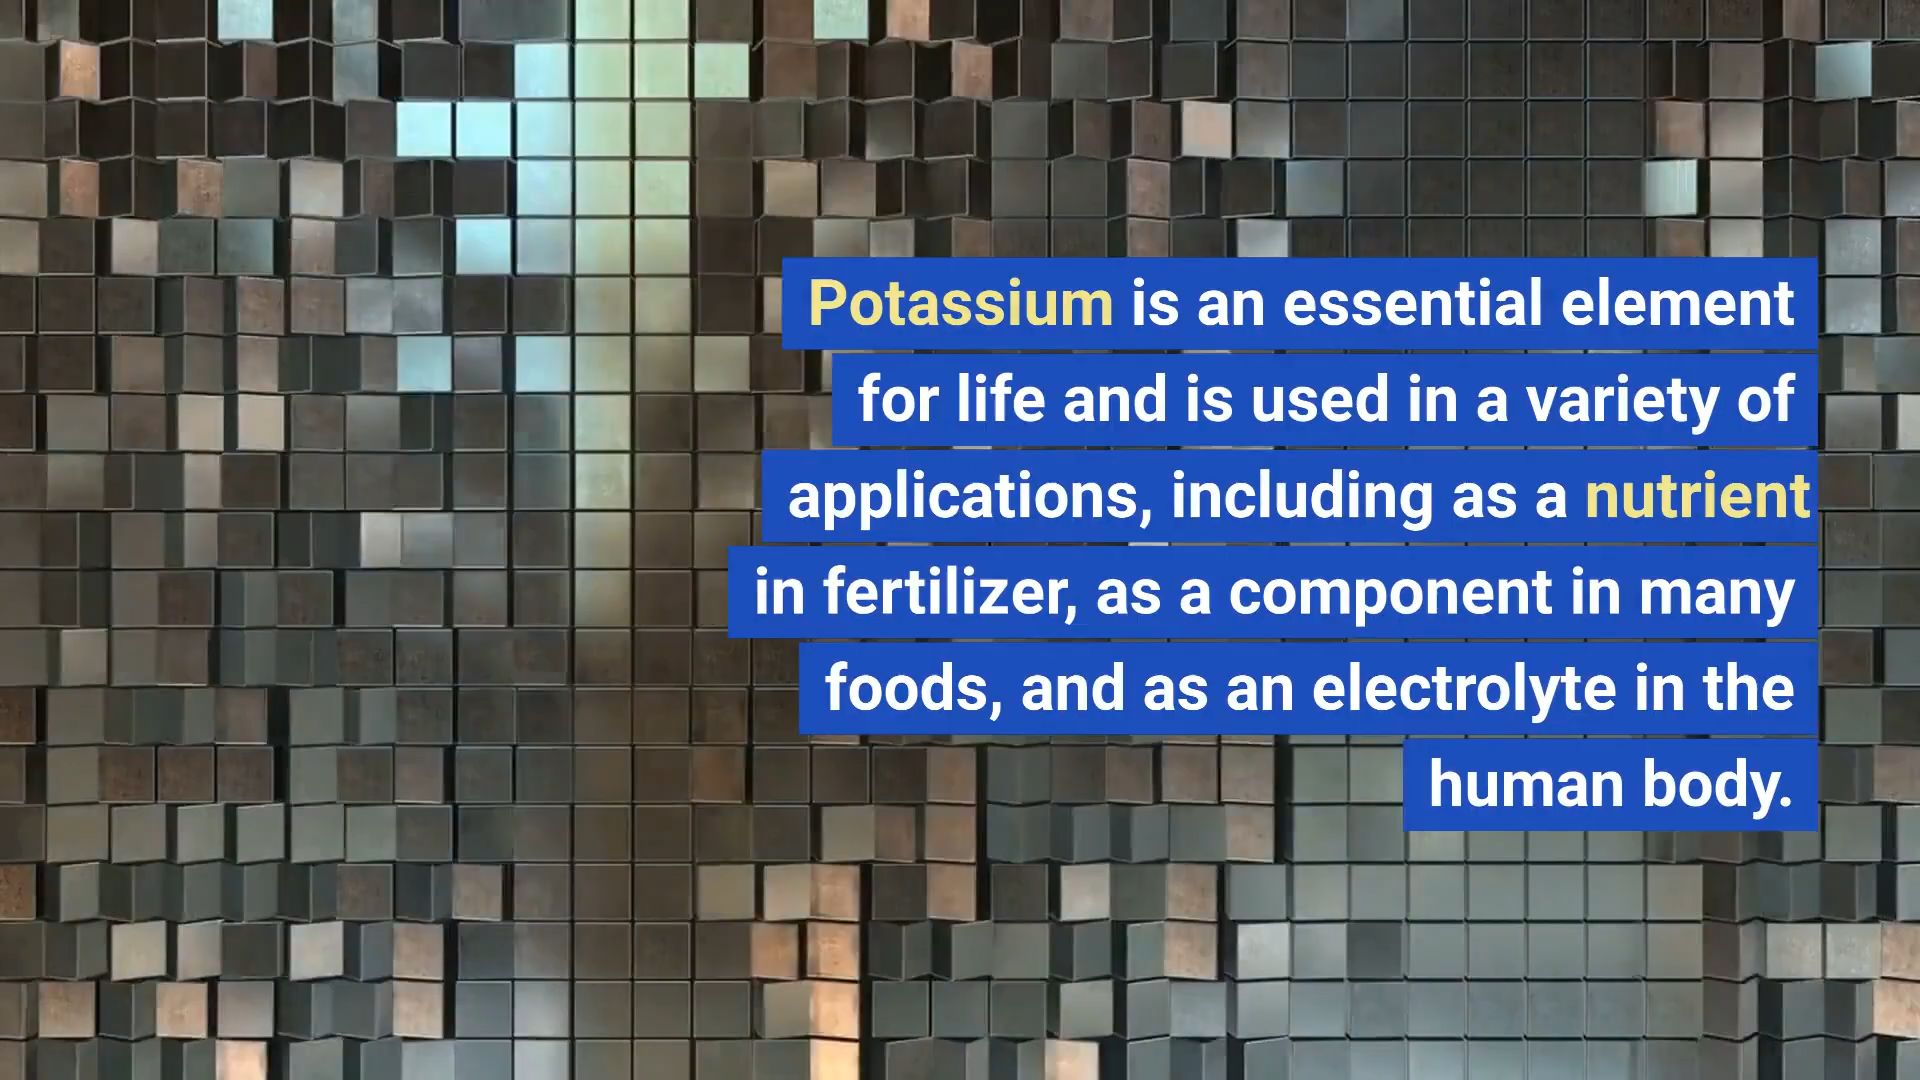 Potassium is an essential element
for life and is used in a variety of
applications, including as a nutrient
in fertilizer, as a component in many
foods, and as an electrolyte in the
human body.